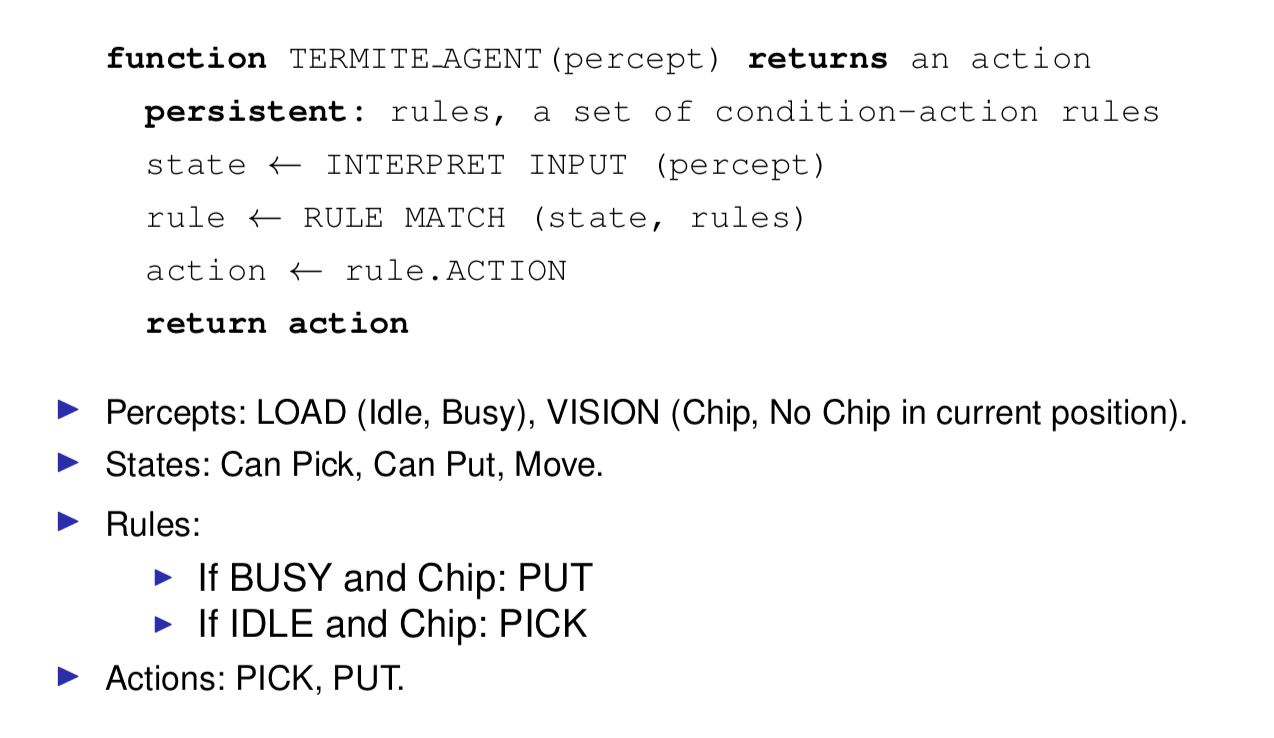 function TERMITE_AGENT(percept) returns an action
persistent: rules, a set of condition-action rules
state ← INTERPRET INPUT (percept)
rule ← RULE MATCH (state, rules)
action ← rule.ACTION
return action
▶ Percepts: LOAD (Idle, Busy), VISION (Chip, No Chip in current position).
▶ States: Can Pick, Can Put, Move.
▶ Rules:
▶ If BUSY and Chip: PUT
▶ If IDLE and Chip: PICK
▶ Actions: PICK, PUT.